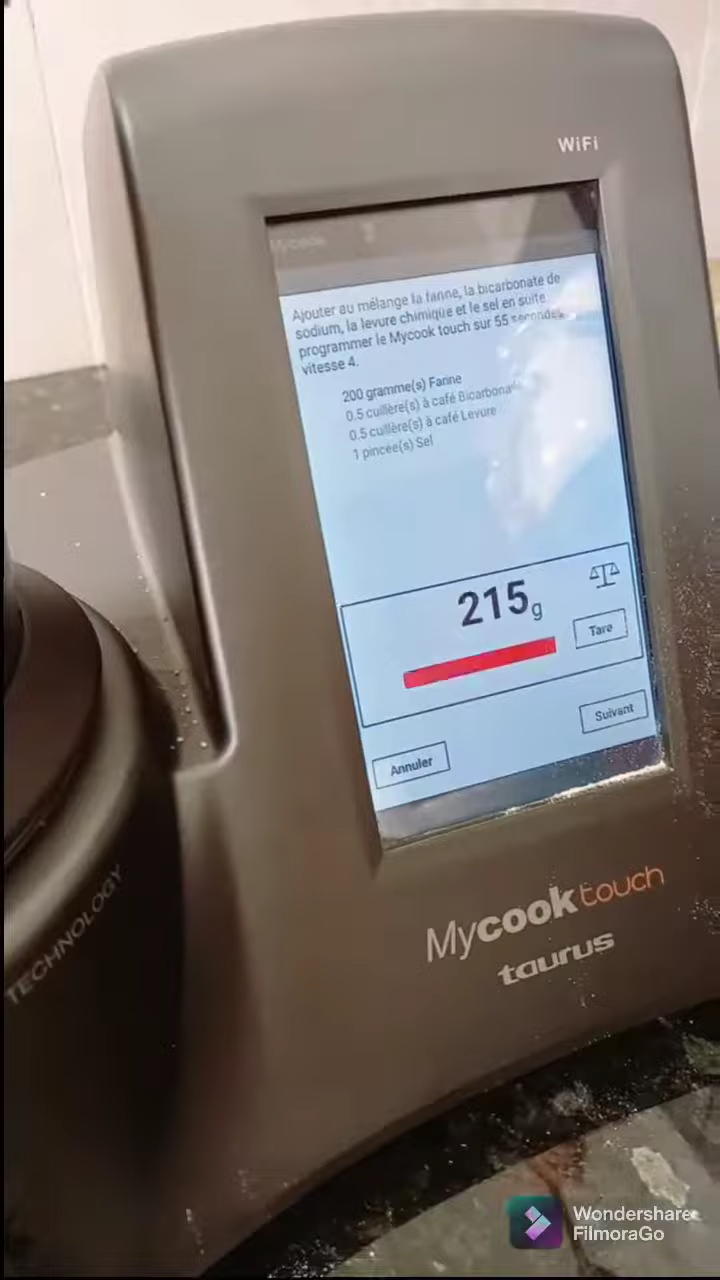 WiFi
Mycook
Ajouter au mélange la farine, la bicarbonate de
sodium, la levure chimique et le sel en suite
programmer le Mycook touch sur 55 secondes
vitesse 4.
200 gramme(s) Farine
0.5 cuillère(s) à café
0.5 cuillère(s) à café Levure
1 pincée(s) Sel
215g
Tare
Suivant
Annuler
Mycook touch
taurus
TECHNOLOGY
Wondershare
FilmoraGo